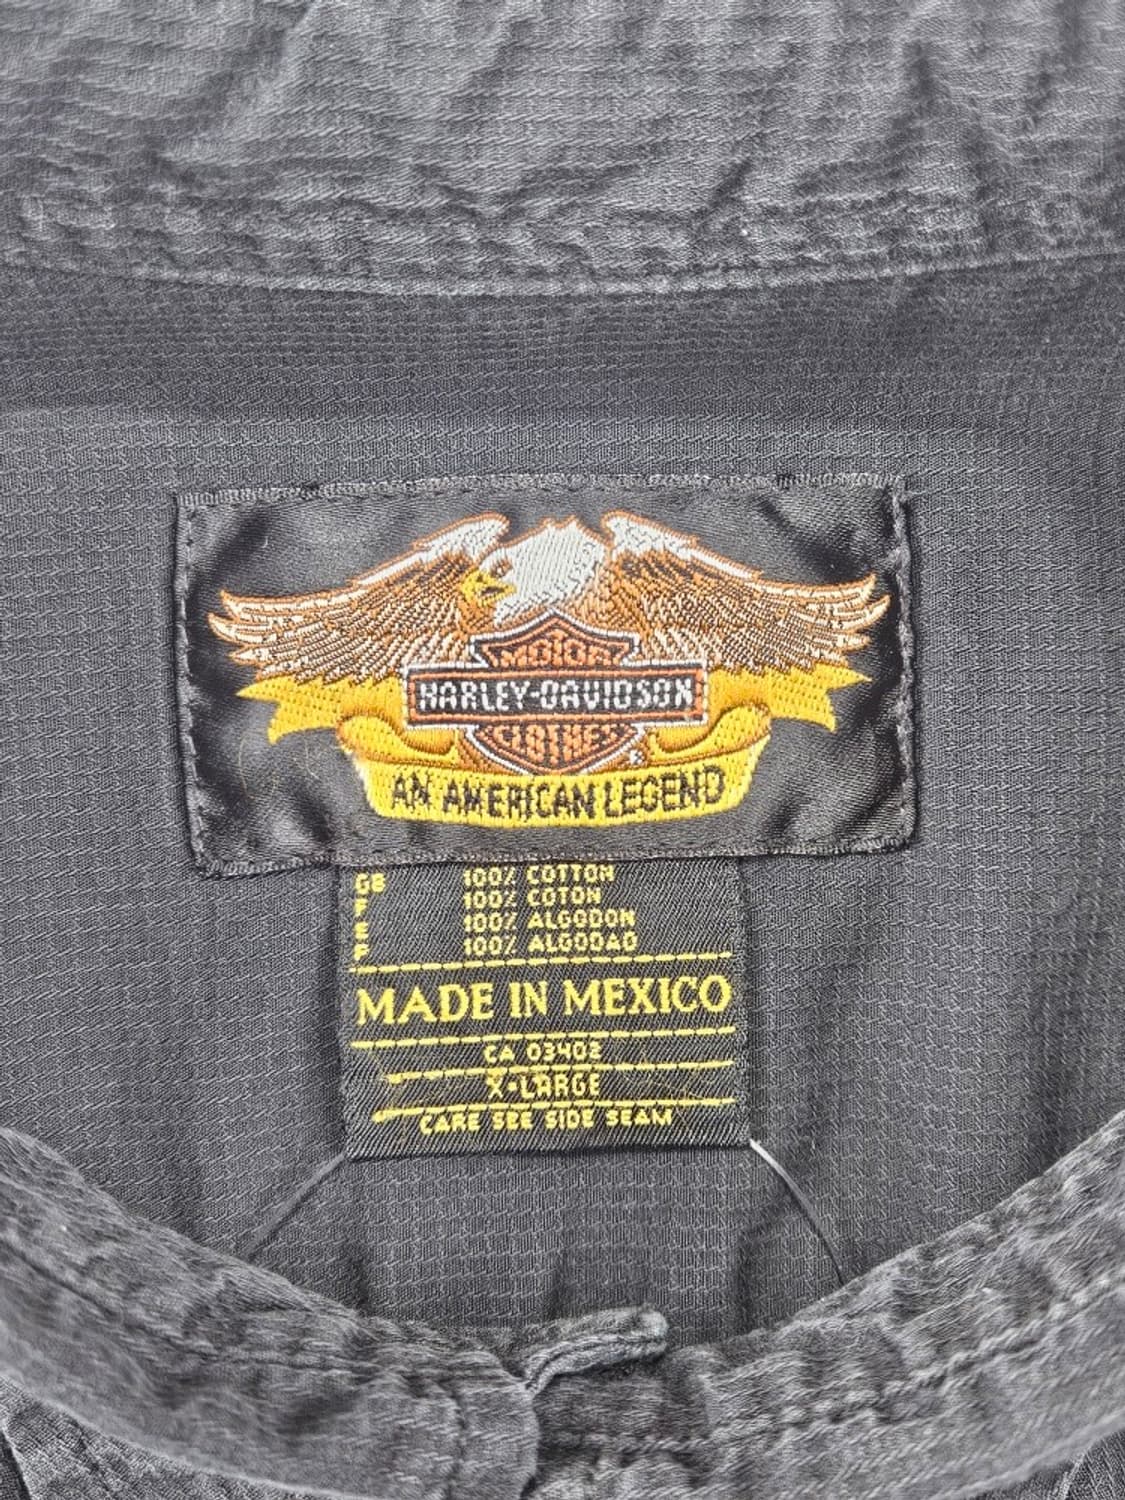 MOTOR
HARLEY-DAVIDSON
CLOTHES
®
AN AMERICAN LEGEND
GB 100% COTTON
F 100% COTON
E 100% ALGODON
P 100% ALGODAO
MADE IN MEXICO
CA 03402
X-LARGE
CARE SEE SIDE SEAM